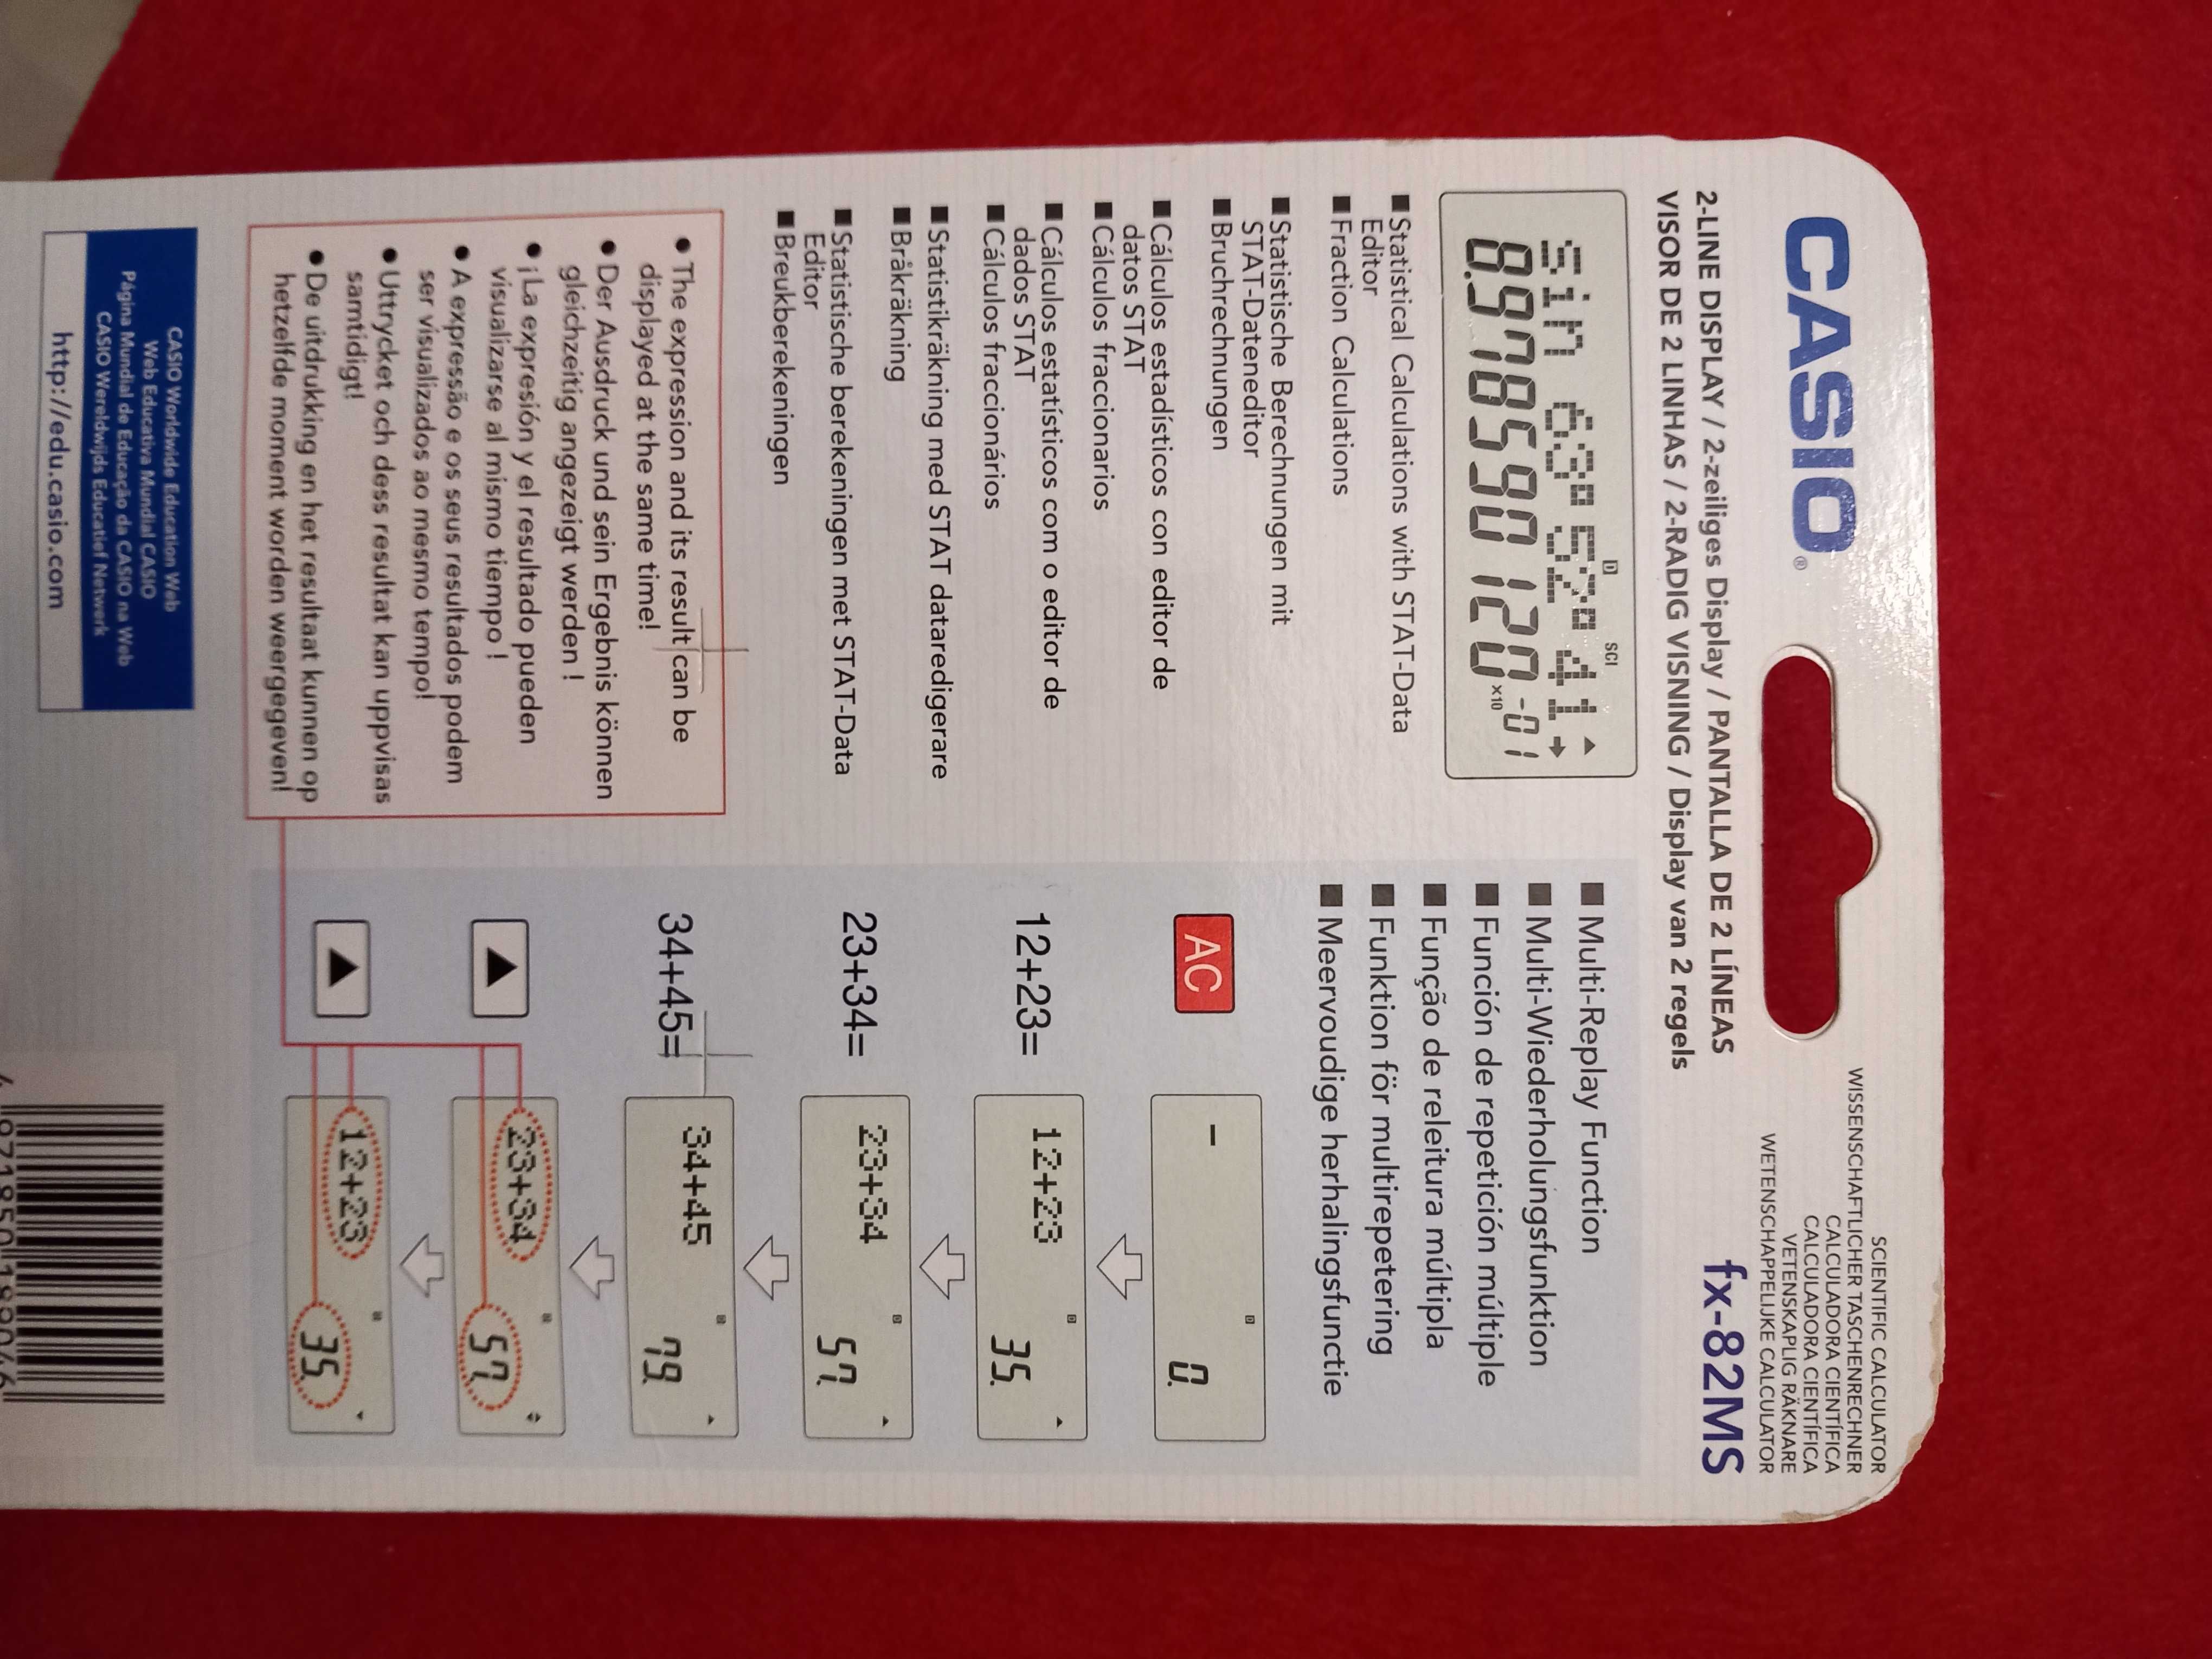 CASIO®
SCIENTIFIC CALCULATOR
WISSENSCHAFTLICHER TASCHENRECHNER
CALCULADORA CIENTÍFICA
CALCULADORA CIENTÍFICA
VETENSKAPLIG RÄKNARE
WETENSCHAPPELIJKE CALCULATOR
fx-82MS
2-LINE DISPLAY / 2-zeiliges Display / PANTALLA DE 2 LÍNEAS
VISOR DE 2 LINHAS / 2-RADIG VISNING / Display van 2 regels
D SCI
sin 63°52°41
8.978590120 ×10 -01
■ Statistical Calculations with STAT-Data
Editor
■ Fraction Calculations
■ Statistische Berechnungen mit
STAT-Dateneditor
■ Bruchrechnungen
■ Cálculos estadísticos con editor de
datos STAT
■ Cálculos fraccionarios
■ Cálculos estatísticos com o editor de
dados STAT
■ Cálculos fraccionários
■ Statistikräkning med STAT dataredigerare
■ Bråkräkning
■ Statistische berekeningen met STAT-Data
Editor
■ Breukberekeningen
● The expression and its result can be
displayed at the same time!
● Der Ausdruck und sein Ergebnis können
gleichzeitig angezeigt werden !
● ¡La expresión y el resultado pueden
visualizarse al mismo tiempo !
● A expressão e os seus resultados podem
ser visualizados ao mesmo tempo!
● Uttrycket och dess resultat kan uppvisas
samtidigt!
● De uitdrukking en het resultaat kunnen op
hetzelfde moment worden weergegeven!
CASIO Worldwide Education Web
Web Educativa Mundial CASIO
Página Mundial de Educação da CASIO na Web
CASIO Wereldwijds Educatief Netwerk
http://edu.casio.com
■ Multi-Replay Function
■ Multi-Wiederholungsfunktion
■ Función de repetición múltiple
■ Função de releitura múltipla
■ Funktion för multirepetering
■ Meervoudige herhalingsfunctie
AC
0.
12+23=
12+23
35.
23+34=
23+34
57.
34+45=
34+45
79.
▲
23+34
57.
▲
12+23
35.